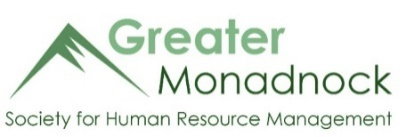 Greater
Monadnock
Society for Human Resource Management